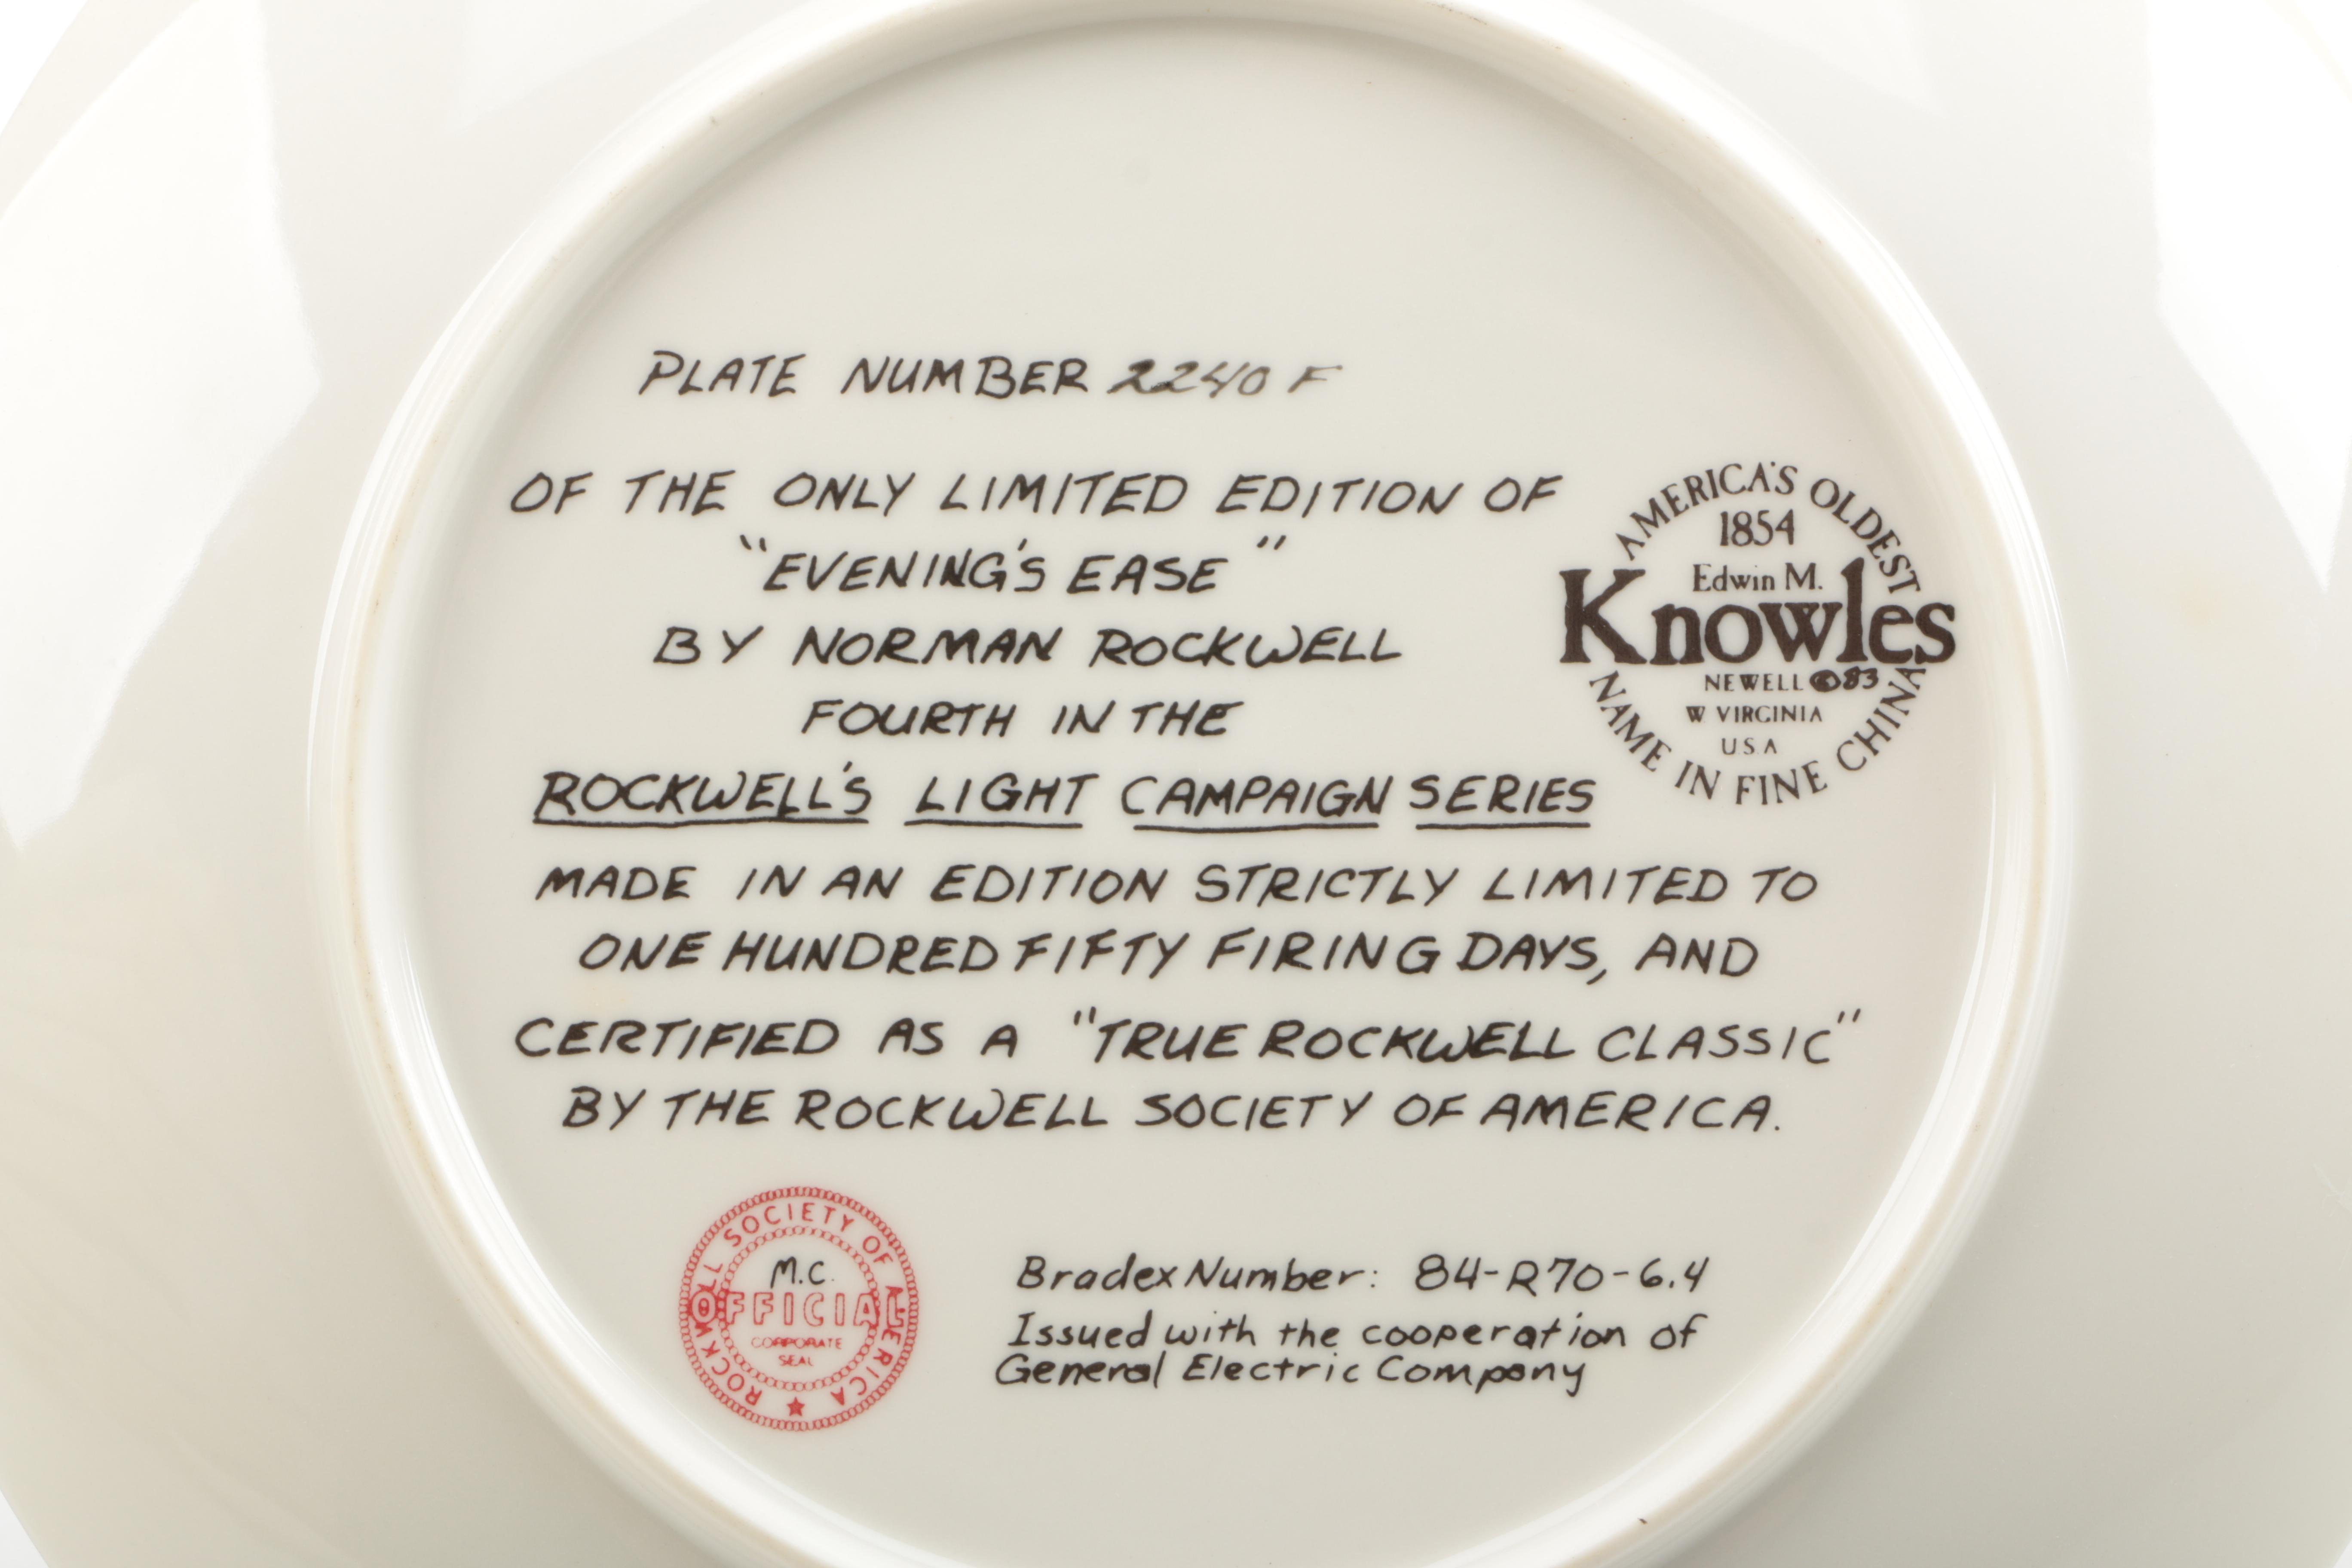 PLATE NUMBER 2240 F
OF THE ONLY LIMITED EDITION OF
"EVENING'S EASE"
BY NORMAN ROCKWELL
FOURTH IN THE
ROCKWELL'S LIGHT CAMPAIGN SERIES
MADE IN AN EDITION STRICTLY LIMITED TO
ONE HUNDRED FIFTY FIRING DAYS, AND
CERTIFIED AS A "TRUE ROCKWELL CLASSIC"
BY THE ROCKWELL SOCIETY OF AMERICA.
AMERICA'S OLDEST
1854
Edwin M.
Knowles
NEWELL ©83
W VIRGINIA
USA
NAME IN FINE CHINA
ROCKWELL SOCIETY OF AMERICA
M.C.
OFFICIAL
CORPORATE
SEAL
Bradex Number: 84-R70-6.4
Issued with the cooperation of
General Electric Company